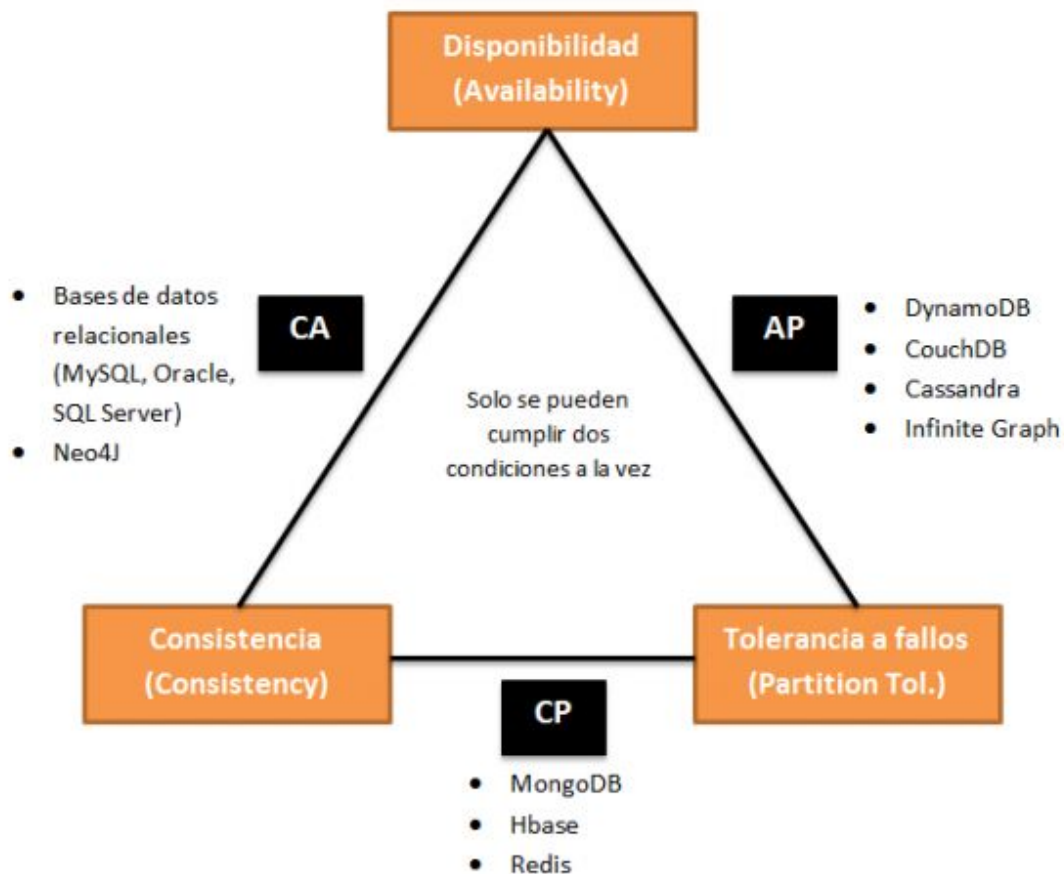 Disponibilidad
(Availability)
• Bases de datos
relacionales
(MySQL, Oracle,
SQL Server)
• Neo4J
CA
AP
• DynamoDB
• CouchDB
• Cassandra
• Infinite Graph
Solo se pueden
cumplir dos
condiciones a la vez
Consistencia
(Consistency)
Tolerancia a fallos
(Partition Tol.)
CP
• MongoDB
• Hbase
• Redis